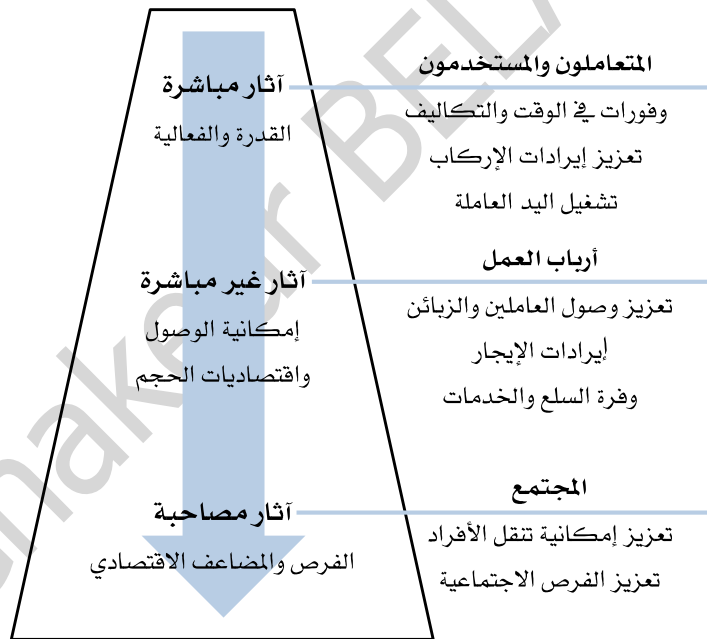 المتعاملون والمستخدمون
آثار مباشرة
وفورات في الوقت والتكاليف
القدرة والفعالية
تعزيز إيرادات الإركاب
تشغيل اليد العاملة
أرباب العمل
آثار غير مباشرة
تعزيز وصول العاملين والزبائن
إمكانية الوصول
إيرادات الإيجار
واقتصاديات الحجم
وفرة السلع والخدمات
المجتمع
آثار مصاحبة
تعزيز إمكانية تنقل الأفراد
الفرص والمضاعف الاقتصادي
تعزيز الفرص الاجتماعية